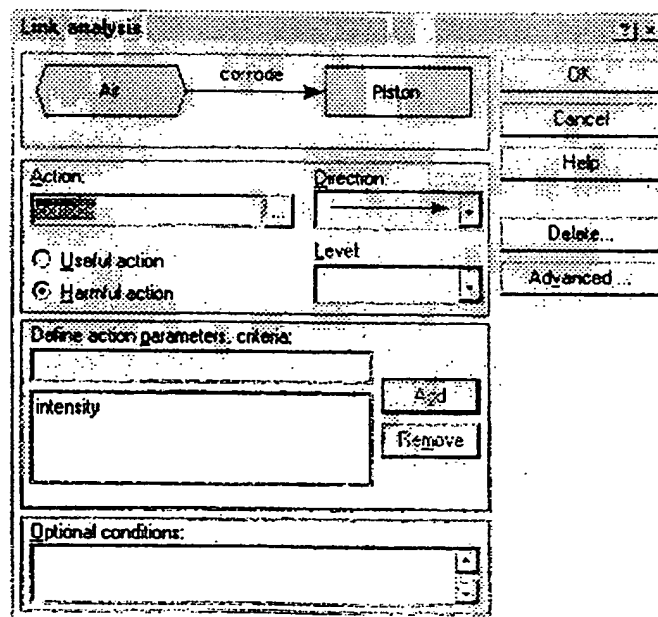 Link analysis
? x
Air corrode Piston
OK
Cancel
Help
Action:
Direction:
...
Useful action
Harmful action
Level
Delete...
Advanced ...
Define action parameters, criteria:
Add
intensity
Remove
Optional conditions: